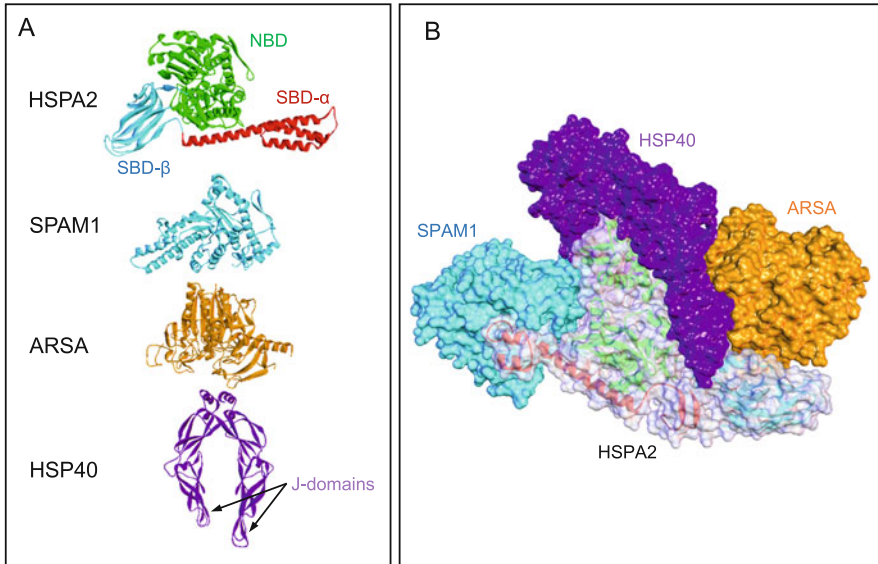 A
NBD
HSPA2
SBD-α
SBD-β
SPAM1
ARSA
HSP40
J-domains
B
HSP40
ARSA
SPAM1
HSPA2